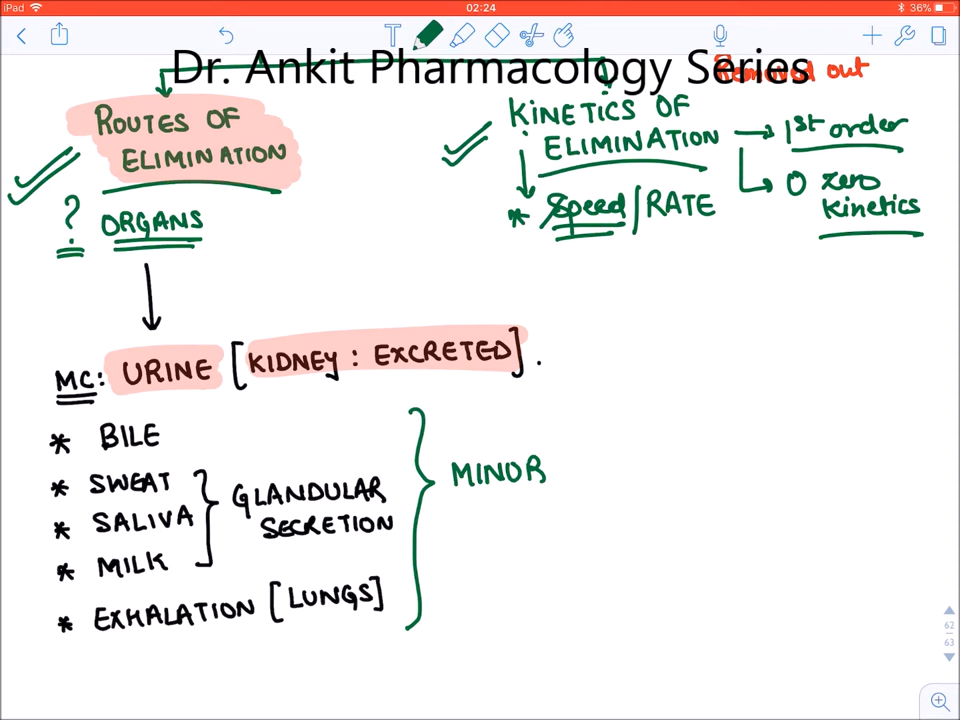 iPad 02:24 36%
Dr. Ankit Pharmacology Series
Removed out
ROUTES OF
ELIMINATION
? ORGANS
KINETICS OF
ELIMINATION
* Speed/RATE
1st order
0 zero
Kinetics
MC: URINE [KIDNEY : EXCRETED].
* BILE
* SWEAT
* SALIVA
* MILK
GLANDULAR
SECRETION
* EXHALATION [LUNGS]
MINOR
62
63